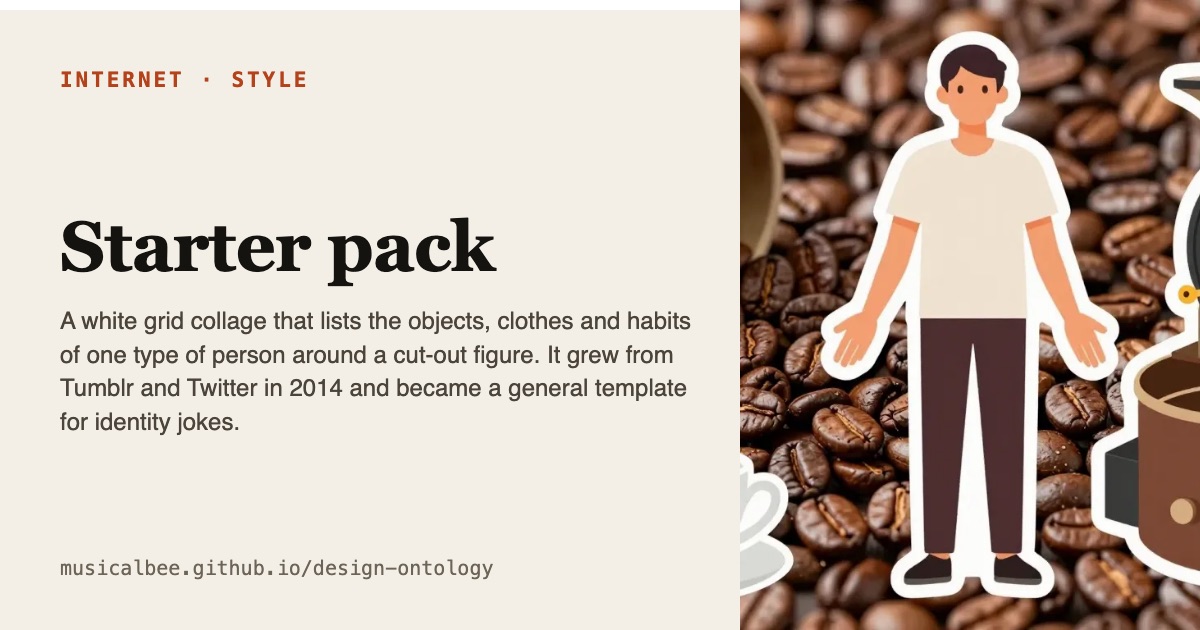 INTERNET · STYLE
Starter pack
A white grid collage that lists the objects, clothes and habits
of one type of person around a cut-out figure. It grew from
Tumblr and Twitter in 2014 and became a general template
for identity jokes.
musicalbee.github.io/design-ontology